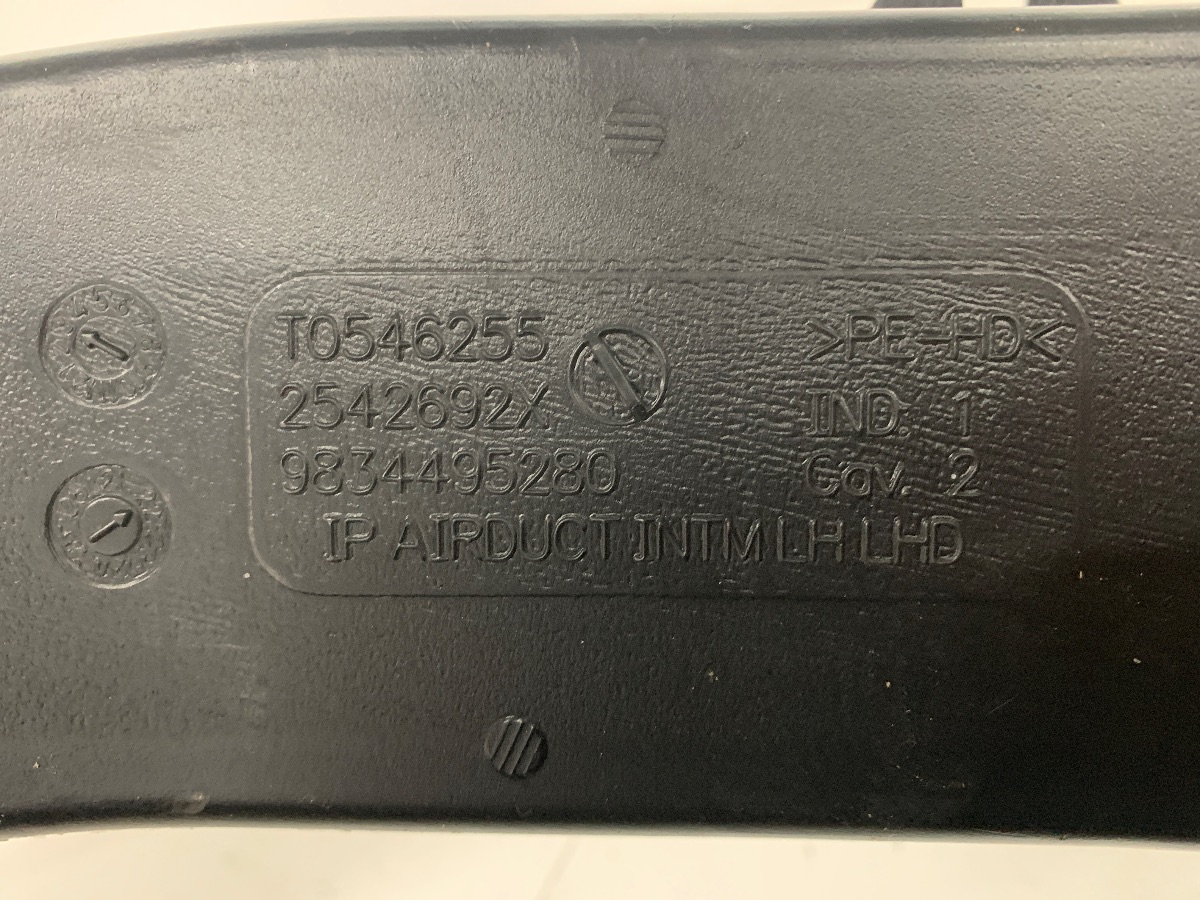 T0546255 >PE-HD<
2542692X IND. 1
9834495280 Cav. 2
IP AIRDUCT INTM LH LHD